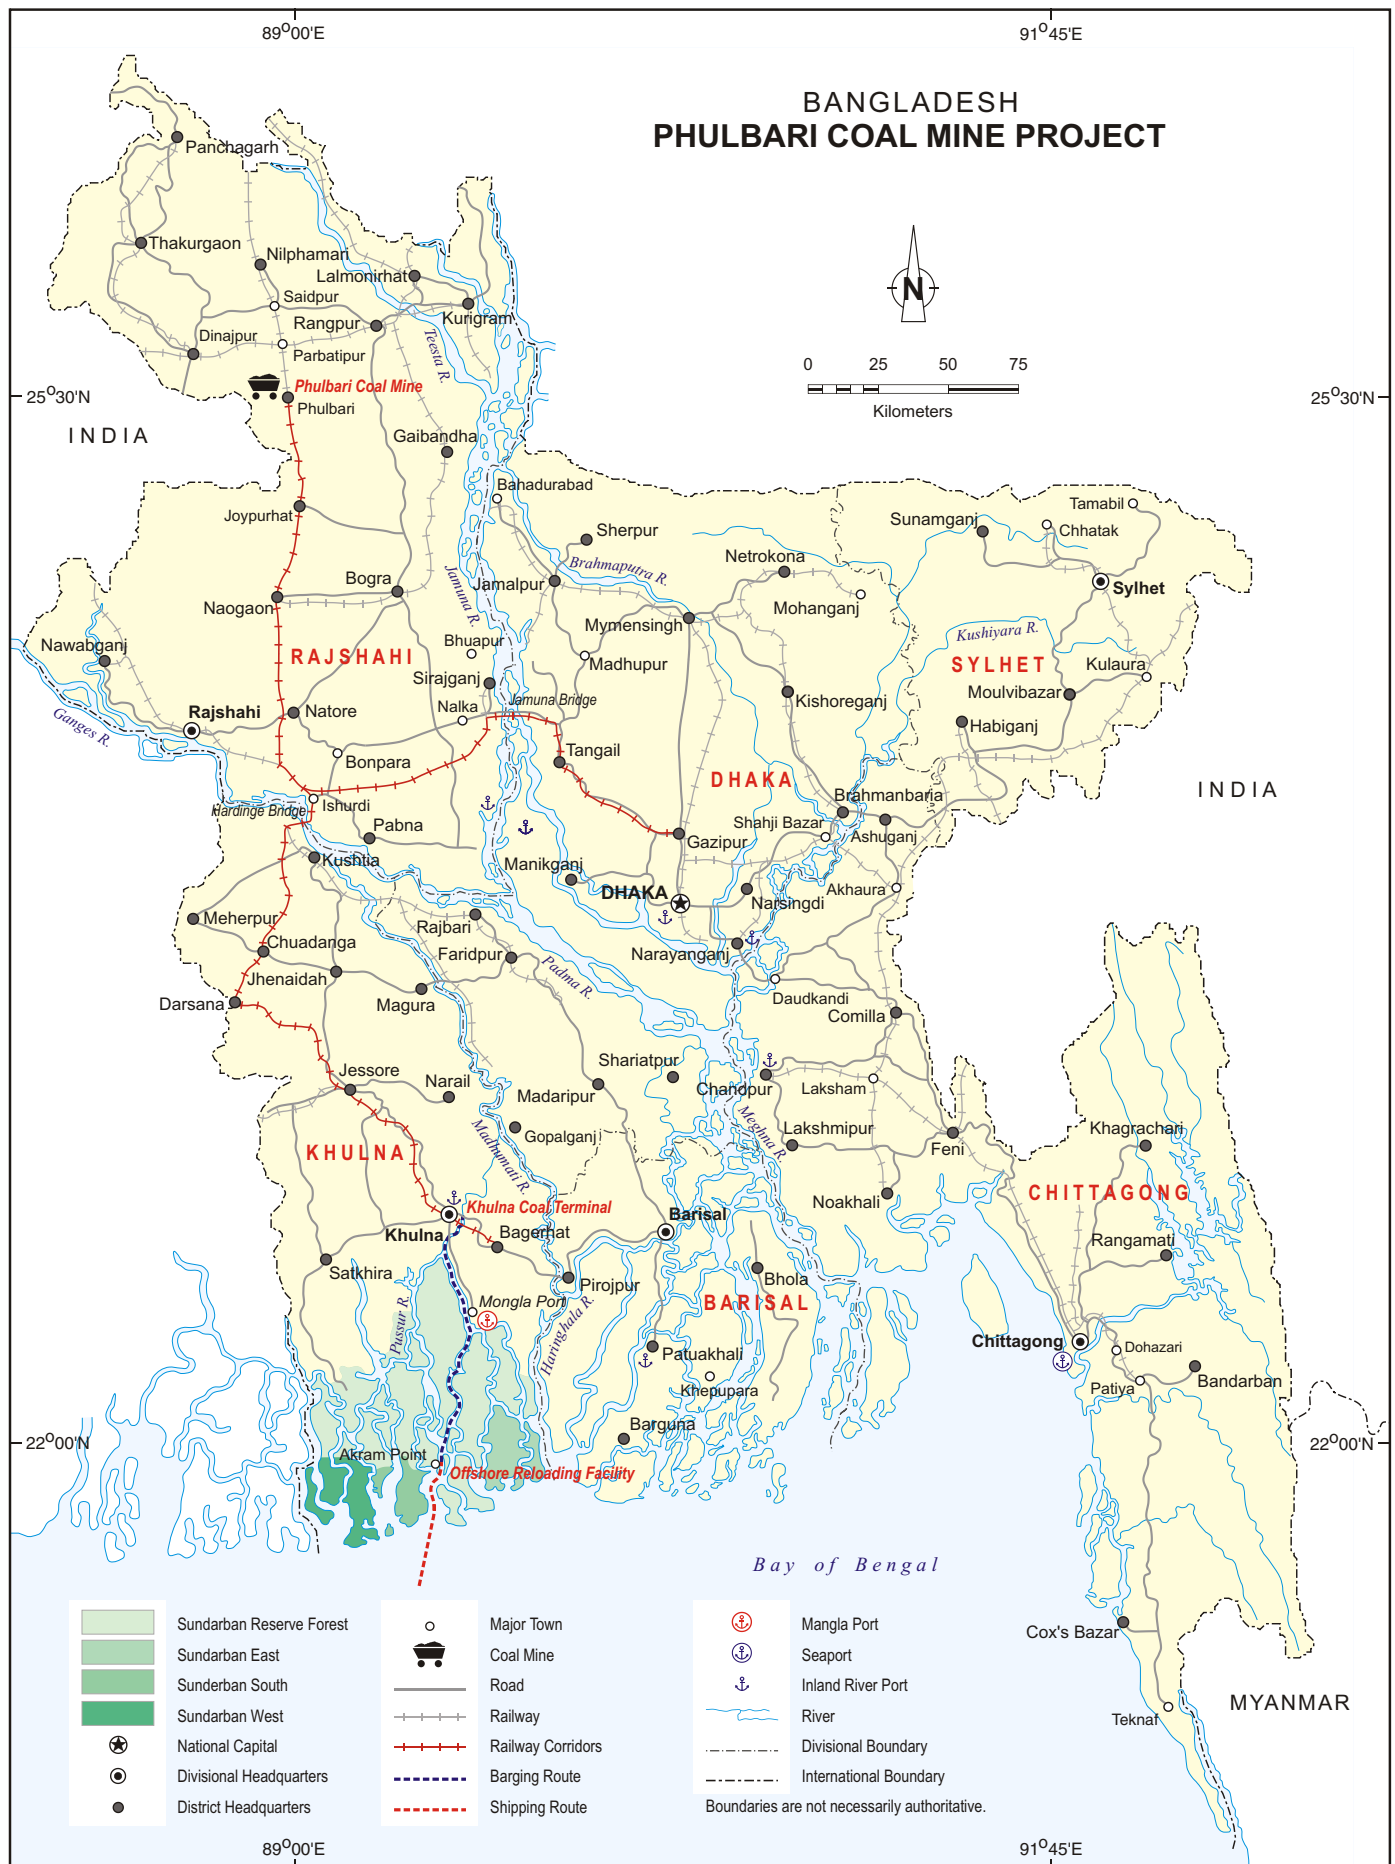 89°00'E
91°45'E
BANGLADESH
PHULBARI COAL MINE PROJECT
Panchagarh
Thakurgaon
Nilphamari
Lalmonirhat
Saidpur
Rangpur
Kurigram
Dinajpur
Parbatipur
Teesta R.
N
0 25 50 75
Kilometers
Phulbari Coal Mine
Phulbari
25°30'N
25°30'N
INDIA
Gaibandha
Bahadurabad
Tamabil
Joypurhat
Sherpur
Sunamganj
Chhatak
Brahmaputra R.
Netrokona
Bogra
Jamuna R.
Jamalpur
Sylhet
Naogaon
Mohanganj
Mymensingh
Kushiyara R.
Nawabganj
Bhuapur
RAJSHAHI
Madhupur
SYLHET
Kulaura
Sirajganj
Moulvibazar
Jamuna Bridge
Kishoreganj
Rajshahi
Natore
Nalka
Habiganj
Ganges R.
Tangail
Bonpara
DHAKA
INDIA
Brahmanbaria
Hardinge Bridge
Ishurdi
Pabna
Shahji Bazar
Ashuganj
Gazipur
Kushtia
Manikganj
DHAKA
Akhaura
Narsingdi
Meherpur
Rajbari
Chuadanga
Faridpur
Narayanganj
Jhenaidah
Padma R.
Darsana
Magura
Daudkandi
Comilla
Shariatpur
Jessore
Narail
Madaripur
Chandpur
Laksham
Meghna R.
Madhumati R.
Gopalganj
Lakshmipur
Khagrachari
KHULNA
Feni
CHITTAGONG
Noakhali
Khulna Coal Terminal
Barisal
Khulna
Bagerhat
Rangamati
Satkhira
Pirojpur
Bhola
Mongla Port
BARISAL
Pussur R.
Haringhala R.
Chittagong
Dohazari
Patuakhali
Khepupara
Patiya
Bandarban
Barguna
22°00'N
22°00'N
Akram Point
Offshore Reloading Facility
Bay of Bengal
Cox's Bazar
MYANMAR
Teknaf
Sundarban Reserve Forest
Sundarban East
Sunderban South
Sundarban West
National Capital
Divisional Headquarters
District Headquarters
Major Town
Coal Mine
Road
Railway
Railway Corridors
Barging Route
Shipping Route
Mangla Port
Seaport
Inland River Port
River
Divisional Boundary
International Boundary
Boundaries are not necessarily authoritative.
89°00'E
91°45'E